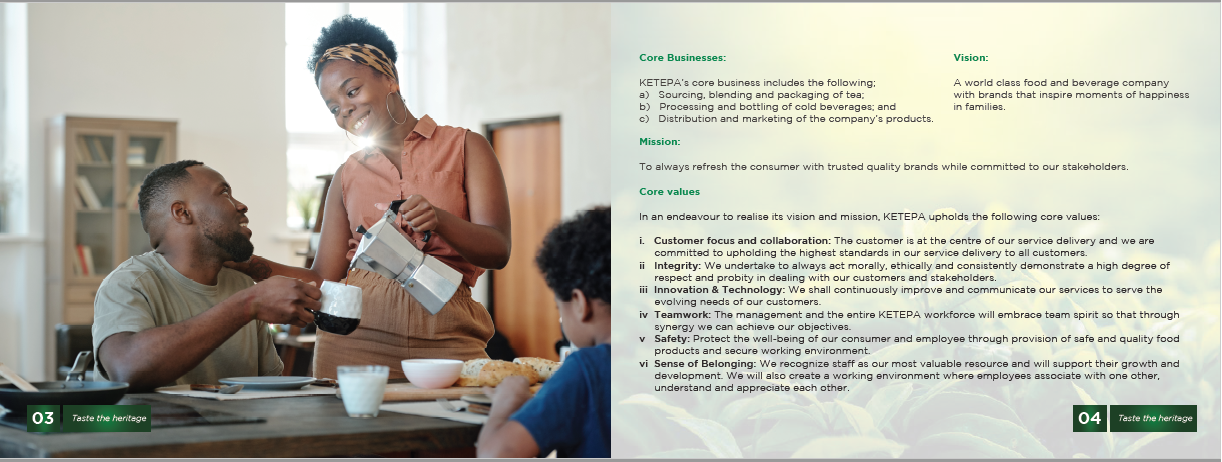 03
Taste the heritage
Core Businesses:
KETEPA's core business includes the following;
a) Sourcing, blending and packaging of tea;
b) Processing and bottling of cold beverages; and
c) Distribution and marketing of the company's products.
Vision:
A world class food and beverage company
with brands that inspire moments of happiness
in families.
Mission:
To always refresh the consumer with trusted quality brands while committed to our stakeholders.
Core values
In an endeavour to realise its vision and mission, KETEPA upholds the following core values:
i. Customer focus and collaboration: The customer is at the centre of our service delivery and we are
committed to upholding the highest standards in our service delivery to all customers.
ii Integrity: We undertake to always act morally, ethically and consistently demonstrate a high degree of
respect and probity in dealing with our customers and stakeholders.
iii Innovation & Technology: We shall continuously improve and communicate our services to serve the
evolving needs of our customers.
iv Teamwork: The management and the entire KETEPA workforce will embrace team spirit so that through
synergy we can achieve our objectives.
v Safety: Protect the well-being of our consumer and employee through provision of safe and quality food
products and secure working environment.
vi Sense of Belonging: We recognize staff as our most valuable resource and will support their growth and
development. We will also create a working environment where employees associate with one other,
understand and appreciate each other.
04
Taste the heritage